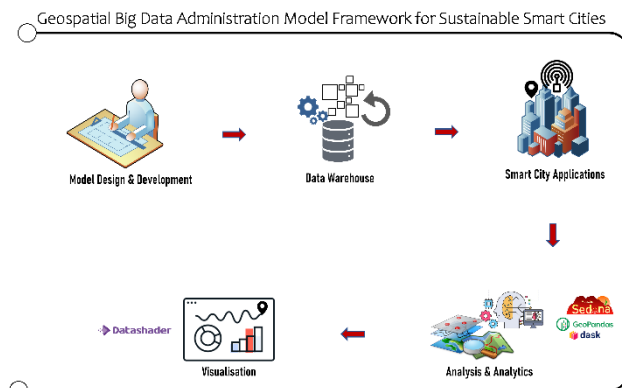 Geospatial Big Data Administration Model Framework for Sustainable Smart Cities
Model Design & Development
Data Warehouse
Smart City Applications
Sedona
GeoPandas
dask
Datashader
Visualisation
Analysis & Analytics